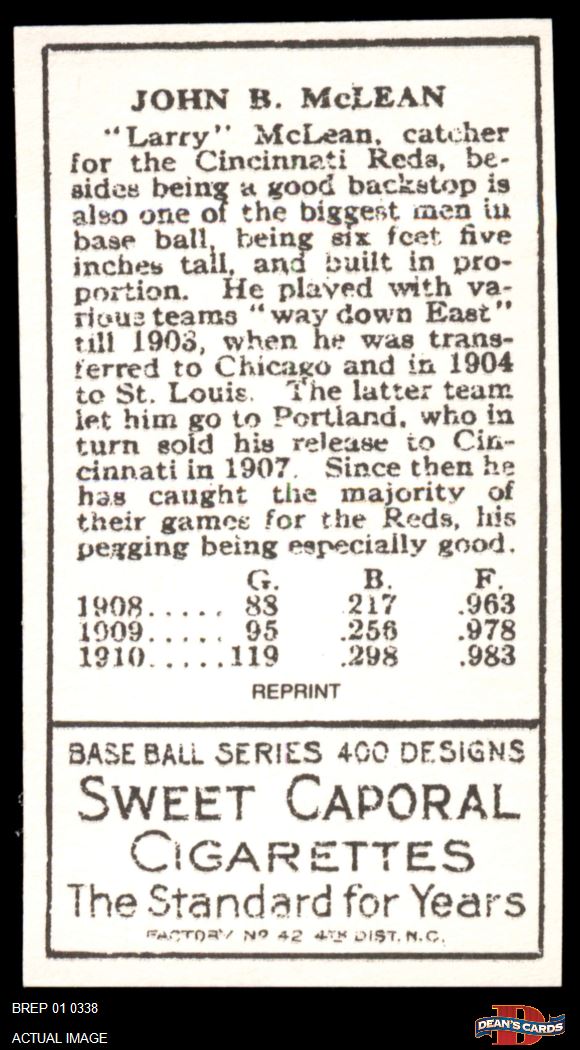 JOHN B. McLEAN
"Larry" McLean, catcher
for the Cincinnati Reds, be-
sides being a good backstop is
also one of the biggest men in
base ball, being six feet five
inches tall, and built in pro-
portion. He played with va-
rious teams "way down East"
till 1903, when he was trans-
ferred to Chicago and in 1904
to St. Louis. The latter team
let him go to Portland, who in
turn sold his release to Cin-
cinnati in 1907. Since then he
has caught the majority of
their games for the Reds, his
pegging being especially good.
G. B. F.
1908..... 88 .217 .963
1909..... 95 .256 .978
1910.....119 .298 .983
REPRINT
BASE BALL SERIES 400 DESIGNS
SWEET CAPORAL
CIGARETTES
The Standard for Years
FACTORY Nº 42 4TH DIST. N.C.
BREP 01 0338
ACTUAL IMAGE
DEAN'S CARDS